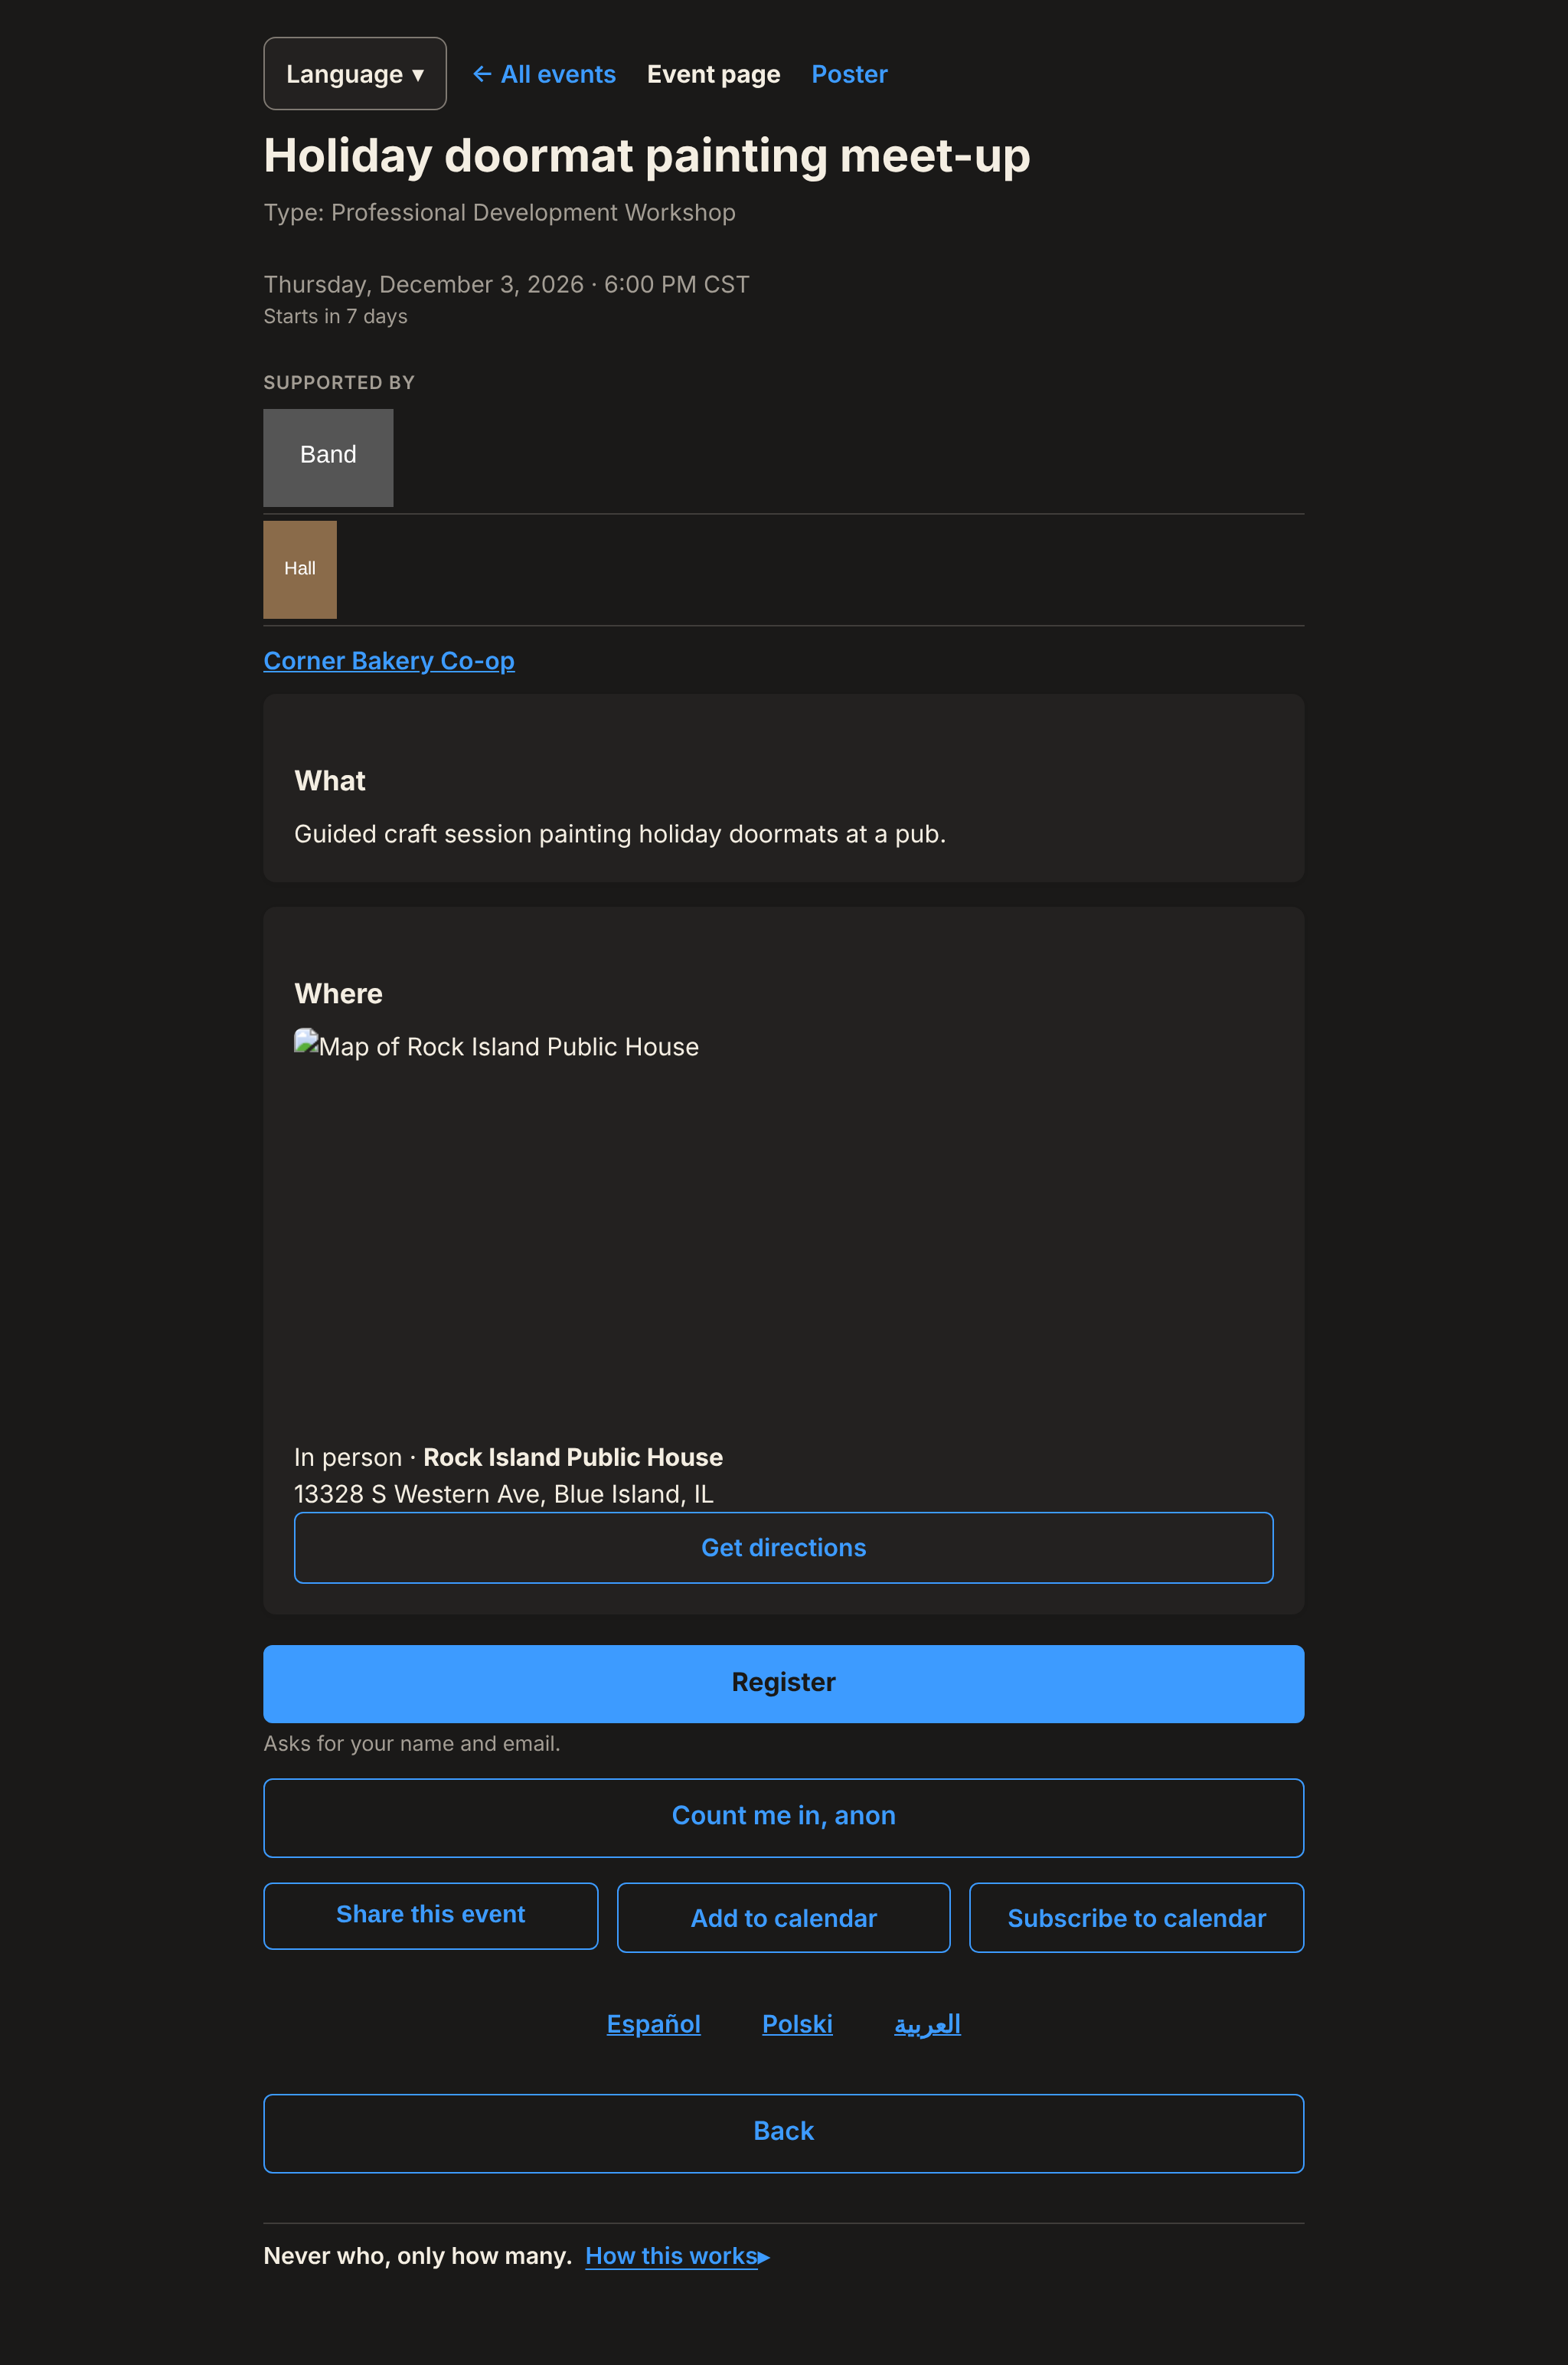 Language ▾
← All events
Event page
Poster
Holiday doormat painting meet-up
Type: Professional Development Workshop
Thursday, December 3, 2026 · 6:00 PM CST
Starts in 7 days
SUPPORTED BY
Band
Hall
Corner Bakery Co-op
What
Guided craft session painting holiday doormats at a pub.
Where
Map of Rock Island Public House
In person · Rock Island Public House
13328 S Western Ave, Blue Island, IL
Get directions
Register
Asks for your name and email.
Count me in, anon
Share this event
Add to calendar
Subscribe to calendar
Español
Polski
العربية
Back
Never who, only how many. How this works▸